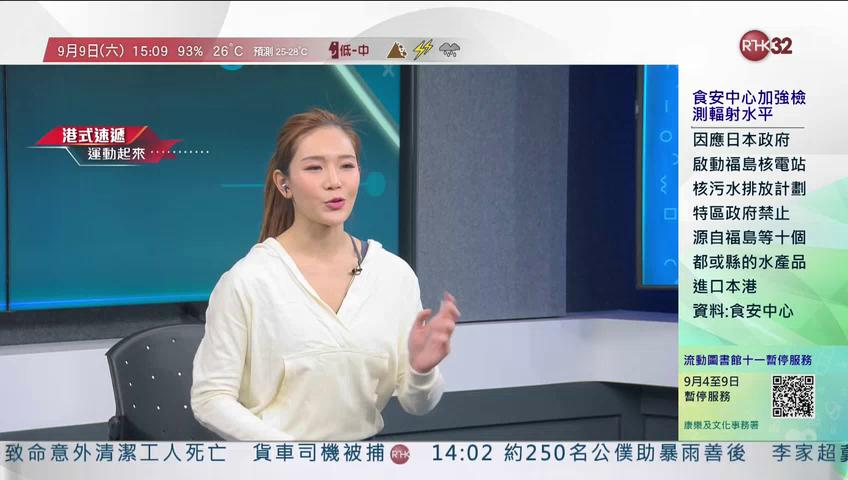 9月9日(六) 15:09 93% 26°C 預測 25-28°C 低-中
RTHK32
港式速遞
運動起來
食安中心加強檢
測輻射水平
因應日本政府
啟動福島核電站
核污水排放計劃
特區政府禁止
源自福島等十個
都或縣的水產品
進口本港
資料:食安中心
流動圖書館十一暫停服務
9月4至9日
暫停服務
康樂及文化事務署
致命意外清潔工人死亡 貨車司機被捕 RTHK 14:02 約250名公僕助暴雨善後 李家超